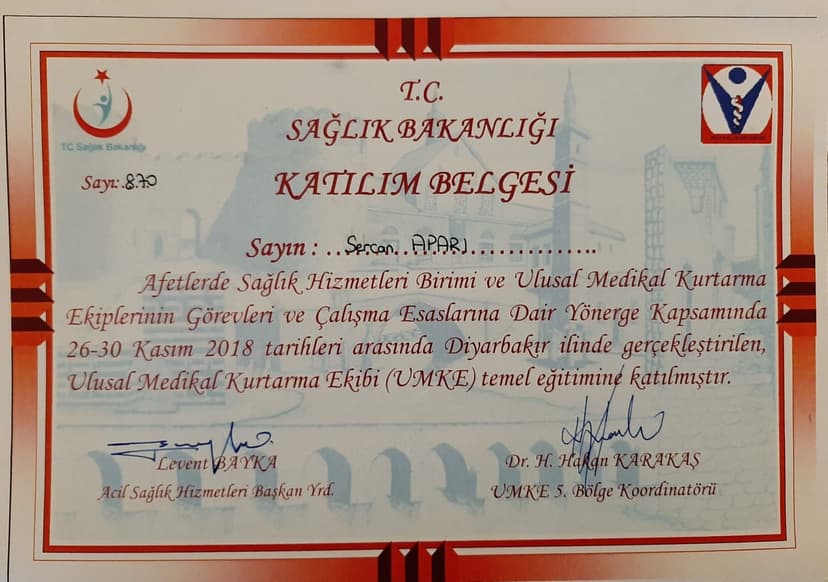 T.C.
SAĞLIK BAKANLIĞI
T.C. Sağlık Bakanlığı
KATILIM BELGESİ
Sayı: 870
Sayın : ..Sercan..APARI..................
Afetlerde Sağlık Hizmetleri Birimi ve Ulusal Medikal Kurtarma
Ekiplerinin Görevleri ve Çalışma Esaslarına Dair Yönerge Kapsamında
26-30 Kasım 2018 tarihleri arasında Diyarbakır ilinde gerçekleştirilen,
Ulusal Medikal Kurtarma Ekibi (UMKE) temel eğitimine katılmıştır.
Levent BAYKA
Dr. H. Hakan KARAKAŞ
Acil Sağlık Hizmetleri Başkan Yrd.
UMKE 5. Bölge Koordinatörü